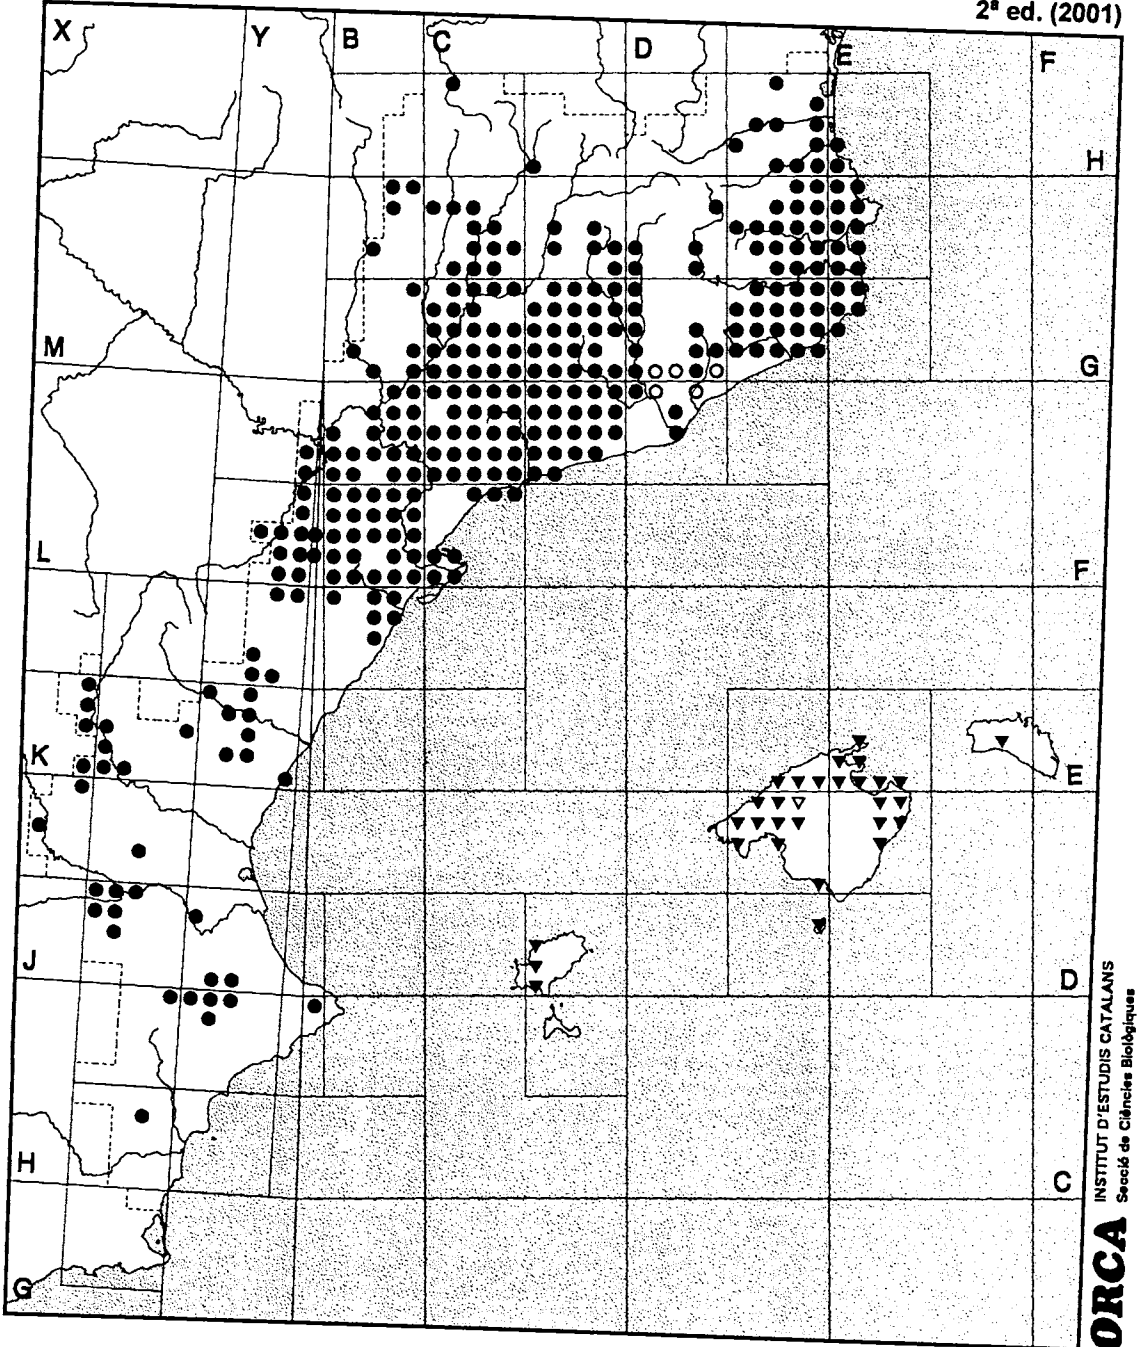 2ª ed. (2001)
X
Y
B
C
D
E
F
H
M
G
L
F
K
E
J
D
H
C
G
INSTITUT D'ESTUDIS CATALANS
Secció de Ciències Biològiques
ORCA